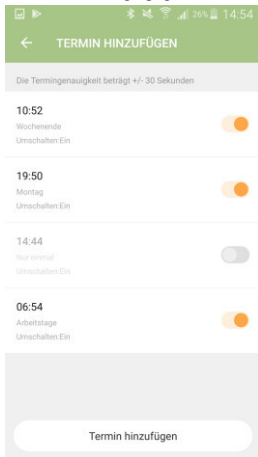 26% 14:54
TERMIN HINZUFÜGEN
Die Termingenauigkeit beträgt +/- 30 Sekunden
10:52
Wochenende
Umschalten:Ein
19:50
Montag
Umschalten:Ein
14:44
Nur einmal
Umschalten:Ein
06:54
Arbeitstage
Umschalten:Ein
Termin hinzufügen